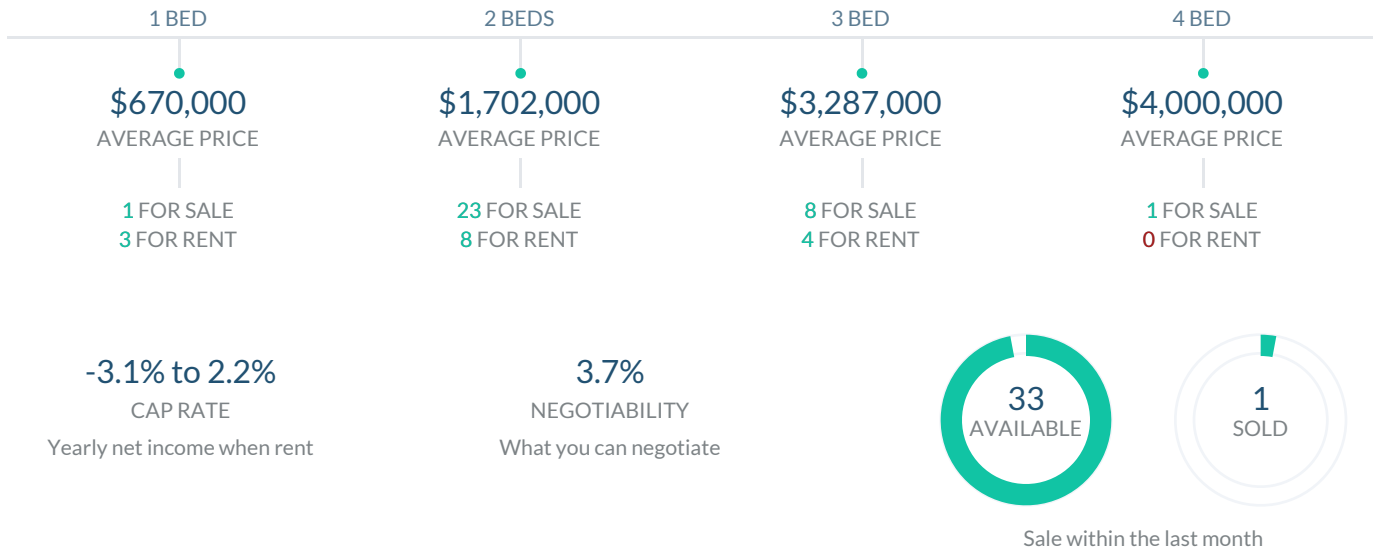 1 BED
2 BEDS
3 BED
4 BED
$670,000
$1,702,000
$3,287,000
$4,000,000
AVERAGE PRICE
AVERAGE PRICE
AVERAGE PRICE
AVERAGE PRICE
1 FOR SALE
23 FOR SALE
8 FOR SALE
1 FOR SALE
3 FOR RENT
8 FOR RENT
4 FOR RENT
0 FOR RENT
-3.1% to 2.2%
CAP RATE
Yearly net income when rent
3.7%
NEGOTIABILITY
What you can negotiate
33
AVAILABLE
1
SOLD
Sale within the last month